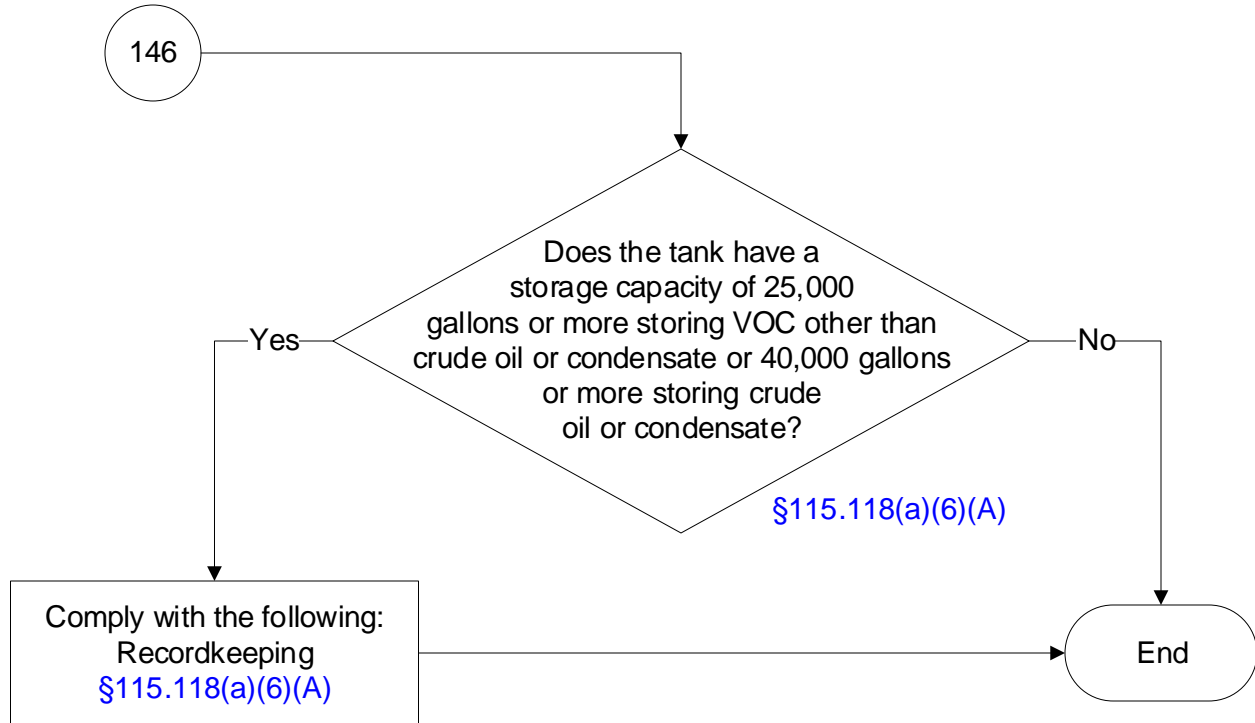 146
Does the tank have a
storage capacity of 25,000
gallons or more storing VOC other than
crude oil or condensate or 40,000 gallons
or more storing crude
oil or condensate?
Yes
No
§115.118(a)(6)(A)
Comply with the following:
Recordkeeping
§115.118(a)(6)(A)
End